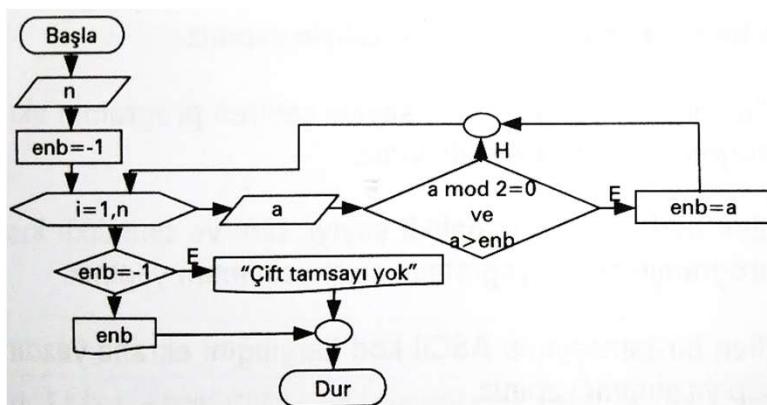 Başla
n
enb=-1
i=1,n
a
a mod 2=0
ve
a>enb
H
E
enb=a
enb=-1
E
"Çift tamsayı yok"
enb
Dur